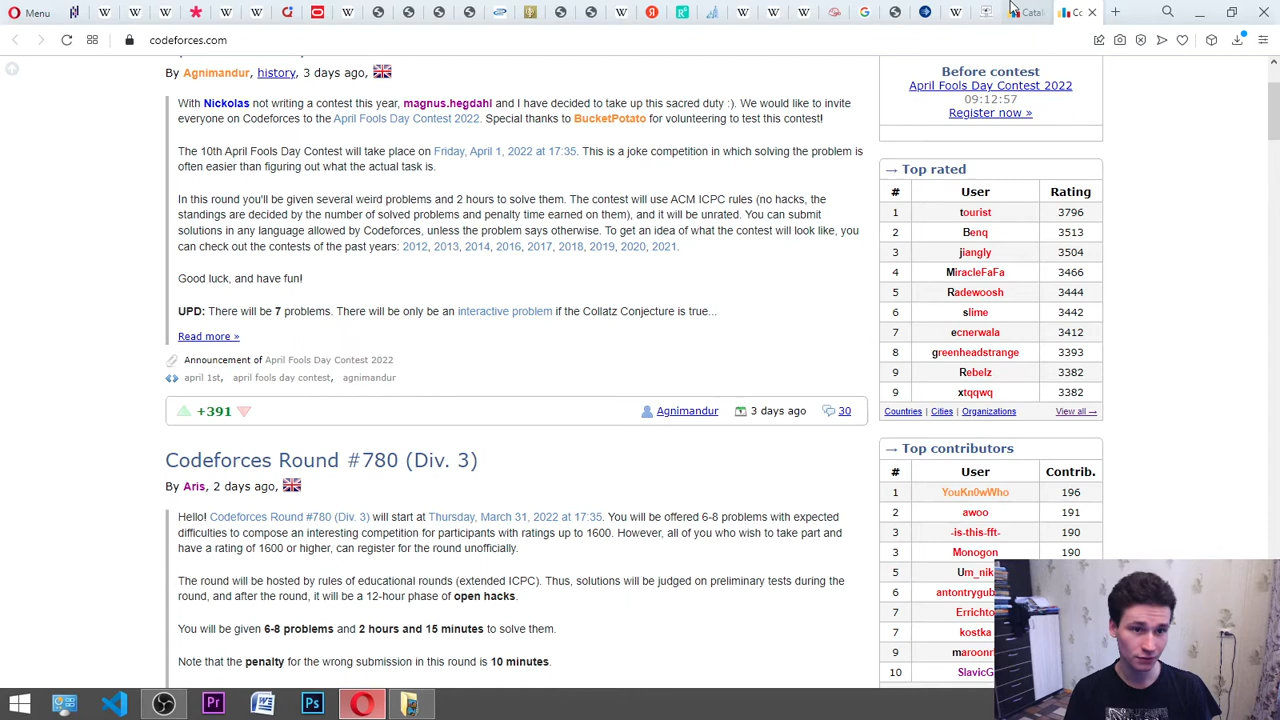 Menu
Catal
Co
codeforces.com
By Agnimandur, history, 3 days ago,
With Nickolas not writing a contest this year, magnus.hegdahl and I have decided to take up this sacred duty :). We would like to invite
everyone on Codeforces to the April Fools Day Contest 2022. Special thanks to BucketPotato for volunteering to test this contest!
The 10th April Fools Day Contest will take place on Friday, April 1, 2022 at 17:35. This is a joke competition in which solving the problem is
often easier than figuring out what the actual task is.
In this round you'll be given several weird problems and 2 hours to solve them. The contest will use ACM ICPC rules (no hacks, the
standings are decided by the number of solved problems and penalty time earned on them), and it will be unrated. You can submit
solutions in any language allowed by Codeforces, unless the problem says otherwise. To get an idea of what the contest will look like, you
can check out the contests of the past years: 2012, 2013, 2014, 2016, 2017, 2018, 2019, 2020, 2021.
Good luck, and have fun!
UPD: There will be 7 problems. There will be only be an interactive problem if the Collatz Conjecture is true...
Read more »
Announcement of April Fools Day Contest 2022
april 1st, april fools day contest, agnimandur
+391
Agnimandur
3 days ago
30
Codeforces Round #780 (Div. 3)
By Aris, 2 days ago,
Hello! Codeforces Round #780 (Div. 3) will start at Thursday, March 31, 2022 at 17:35. You will be offered 6-8 problems with expected
difficulties to compose an interesting competition for participants with ratings up to 1600. However, all of you who wish to take part and
have a rating of 1600 or higher, can register for the round unofficially.
The round will be hosted by rules of educational rounds (extended ICPC). Thus, solutions will be judged on preliminary tests during the
round, and after the round, it will be a 12-hour phase of open hacks.
You will be given 6-8 problems and 2 hours and 15 minutes to solve them.
Note that the penalty for the wrong submission in this round is 10 minutes.
Before contest
April Fools Day Contest 2022
09:12:57
Register now »
→ Top rated
# User Rating
1 tourist 3796
2 Benq 3513
3 jiangly 3504
4 MiracleFaFa 3466
5 Radewoosh 3444
6 slime 3442
7 ecnerwala 3412
8 greenheadstrange 3393
9 Rebelz 3382
9 xtqqwq 3382
Countries | Cities | Organizations View all →
→ Top contributors
# User Contrib.
1 YouKn0wWho 196
2 awoo 191
3 -is-this-fft- 190
3 Monogon 190
5 Um_nik
6 antontrygub
7 Errichto
7 kostka
9 maroonr
10 SlavicG